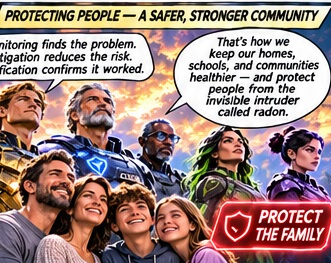 PROTECTING PEOPLE — A SAFER, STRONGER COMMUNITY
nitoring finds the problem.
tigation reduces the risk.
fication confirms it worked.
That's how we
keep our homes,
schools, and communities
healthier — and protect
people from the
invisible intruder
called radon.
PROTECT
THE FAMILY